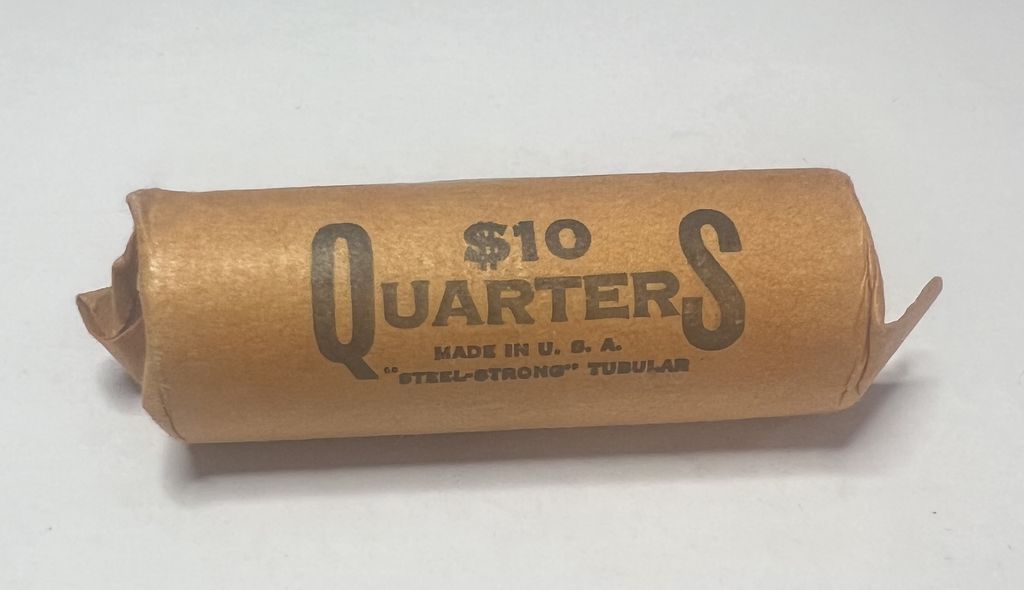 $10
QUARTERS
MADE IN U. S. A.
"STEEL-STRONG" TUBULAR